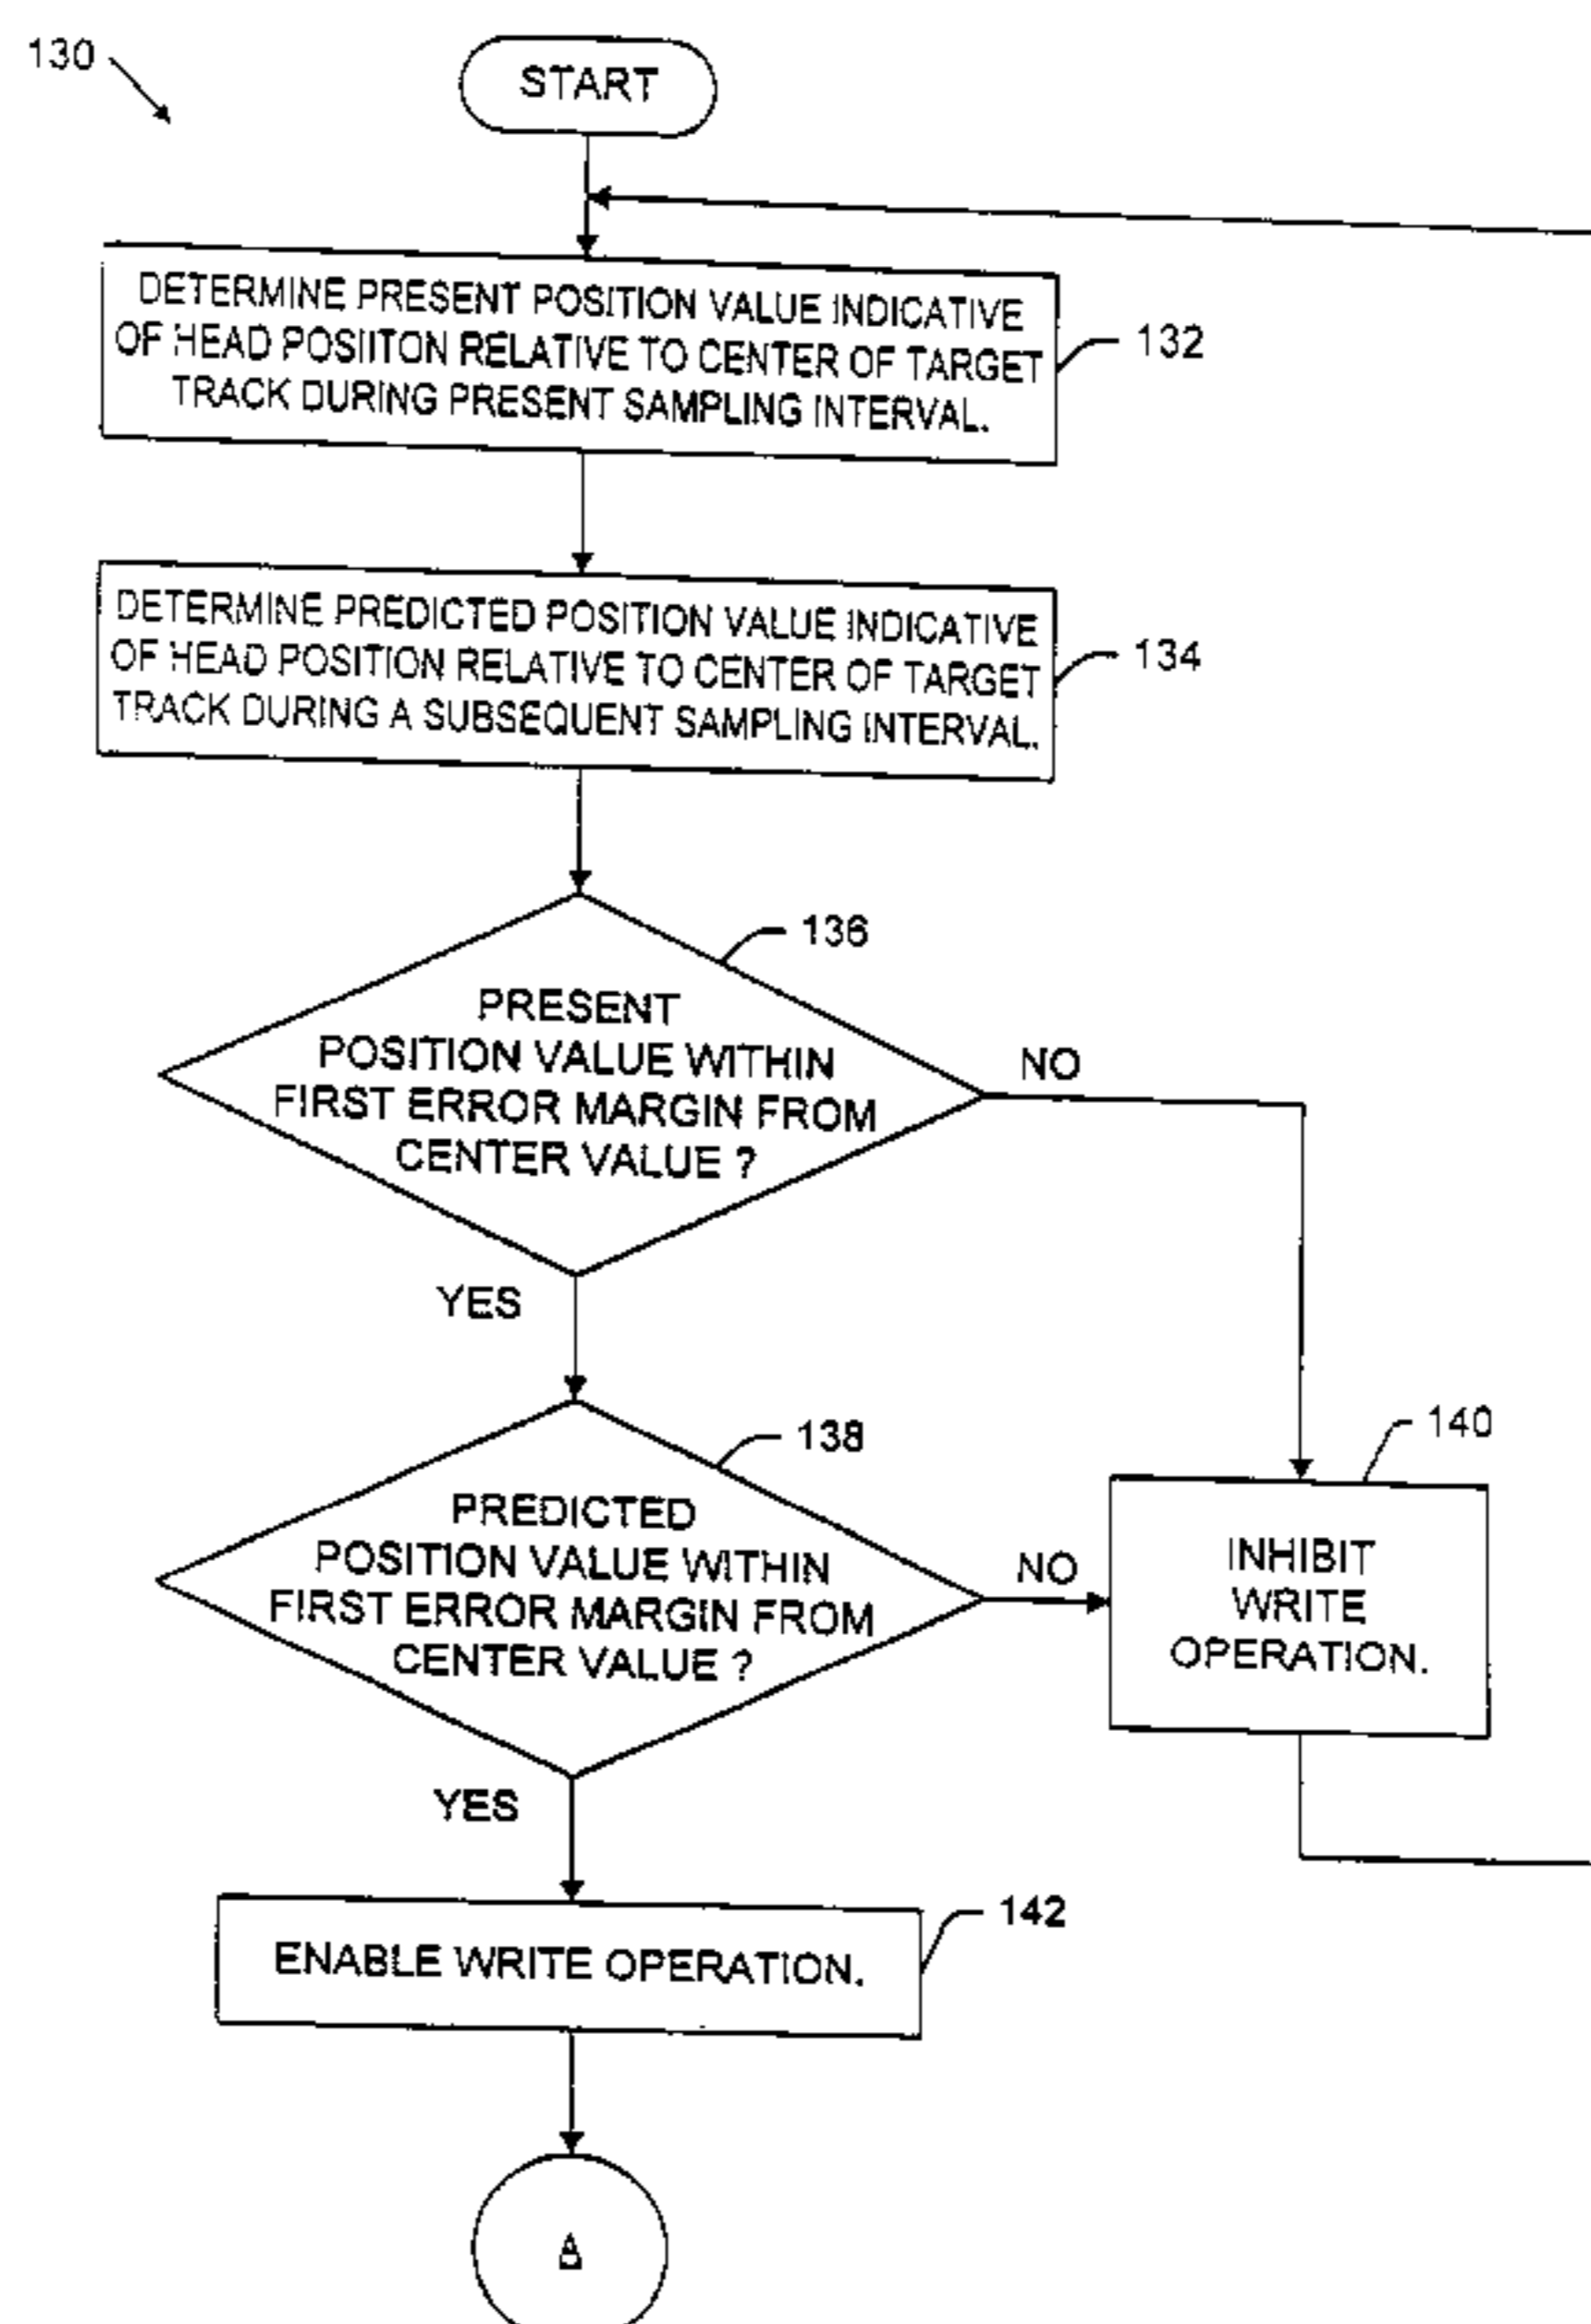 130
START
DETERMINE PRESENT POSITION VALUE INDICATIVE
OF HEAD POSIITON RELATIVE TO CENTER OF TARGET
TRACK DURING PRESENT SAMPLING INTERVAL.
132
DETERMINE PREDICTED POSITION VALUE INDICATIVE
OF HEAD POSITION RELATIVE TO CENTER OF TARGET
TRACK DURING A SUBSEQUENT SAMPLING INTERVAL.
134
136
PRESENT
POSITION VALUE WITHIN
FIRST ERROR MARGIN FROM
CENTER VALUE ?
NO
YES
138
PREDICTED
POSITION VALUE WITHIN
FIRST ERROR MARGIN FROM
CENTER VALUE ?
NO
140
INHIBIT
WRITE
OPERATION.
YES
142
ENABLE WRITE OPERATION.
A